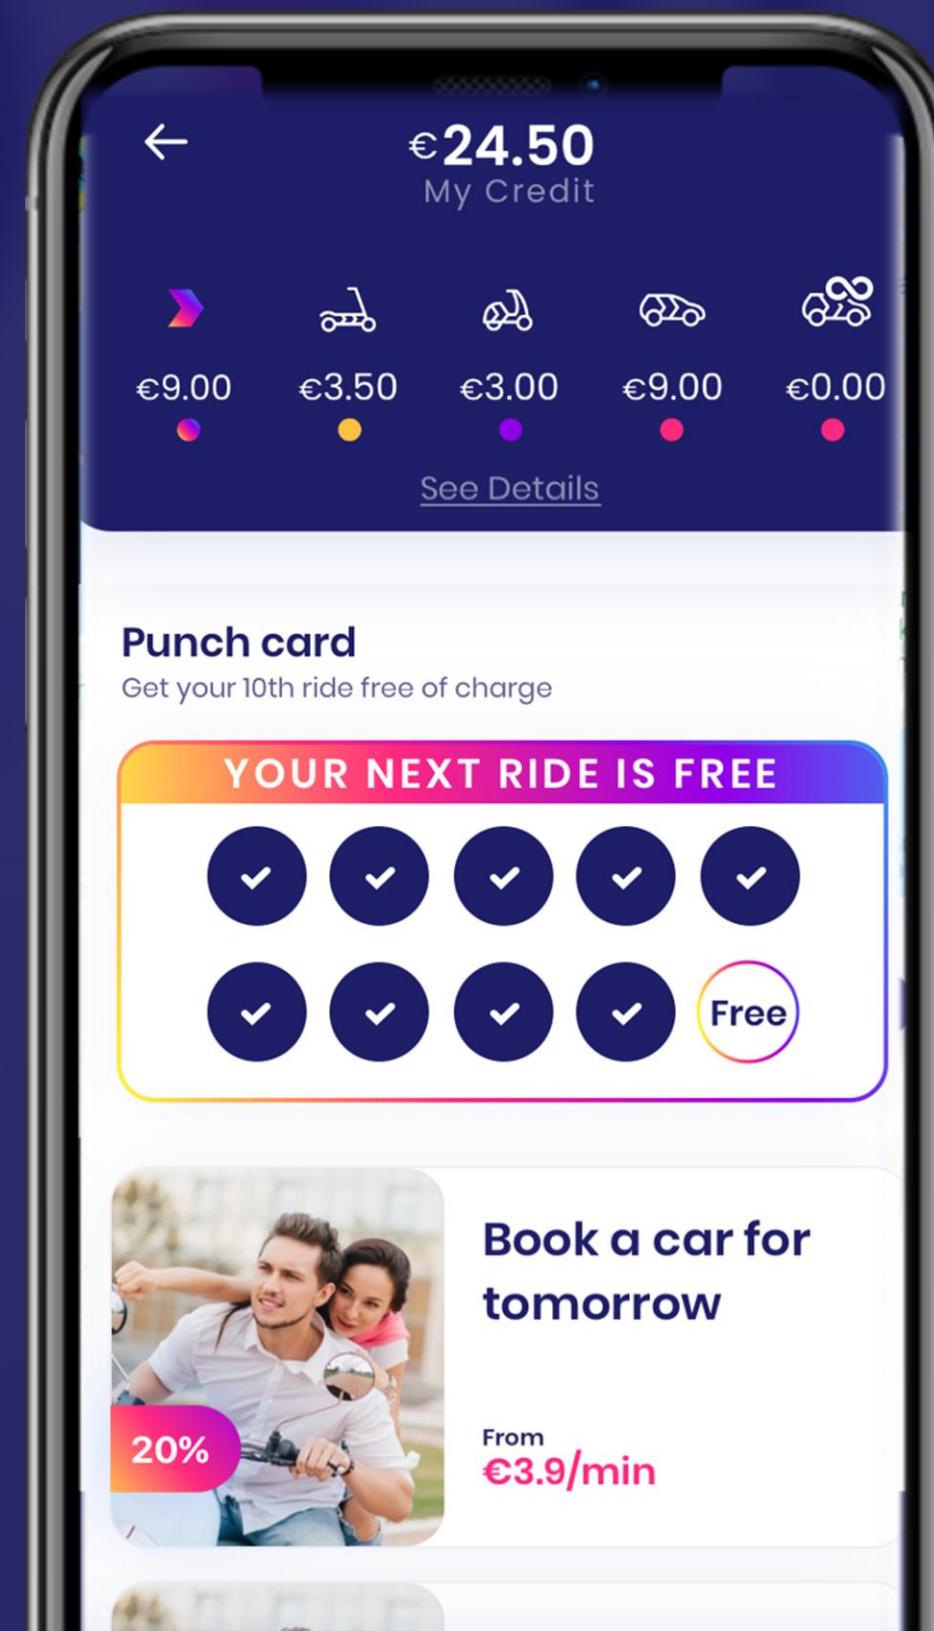 €24.50
My Credit
€9.00 €3.50 €3.00 €9.00 €0.00
See Details
Punch card
Get your 10th ride free of charge
YOUR NEXT RIDE IS FREE
Free
Book a car for
tomorrow
20%
From
€3.9/min